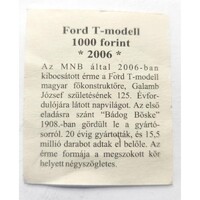 Ford T-modell
1000 forint
* 2006 *
Az MNB által 2006-ban
kibocsátott érme a Ford T-modell
magyar főkonstruktőre, Galamb
József születésének 125. Évfor-
dulójára látott napvilágot. Az első
eladásra szánt "Bádog Böske"
1908.-ban gördült le a gyártó-
sorról. 20 évig gyártották, és 15,5
millió darabot adtak el belőle. Az
érme formája a megszokott kör
helyett négyszögletes.